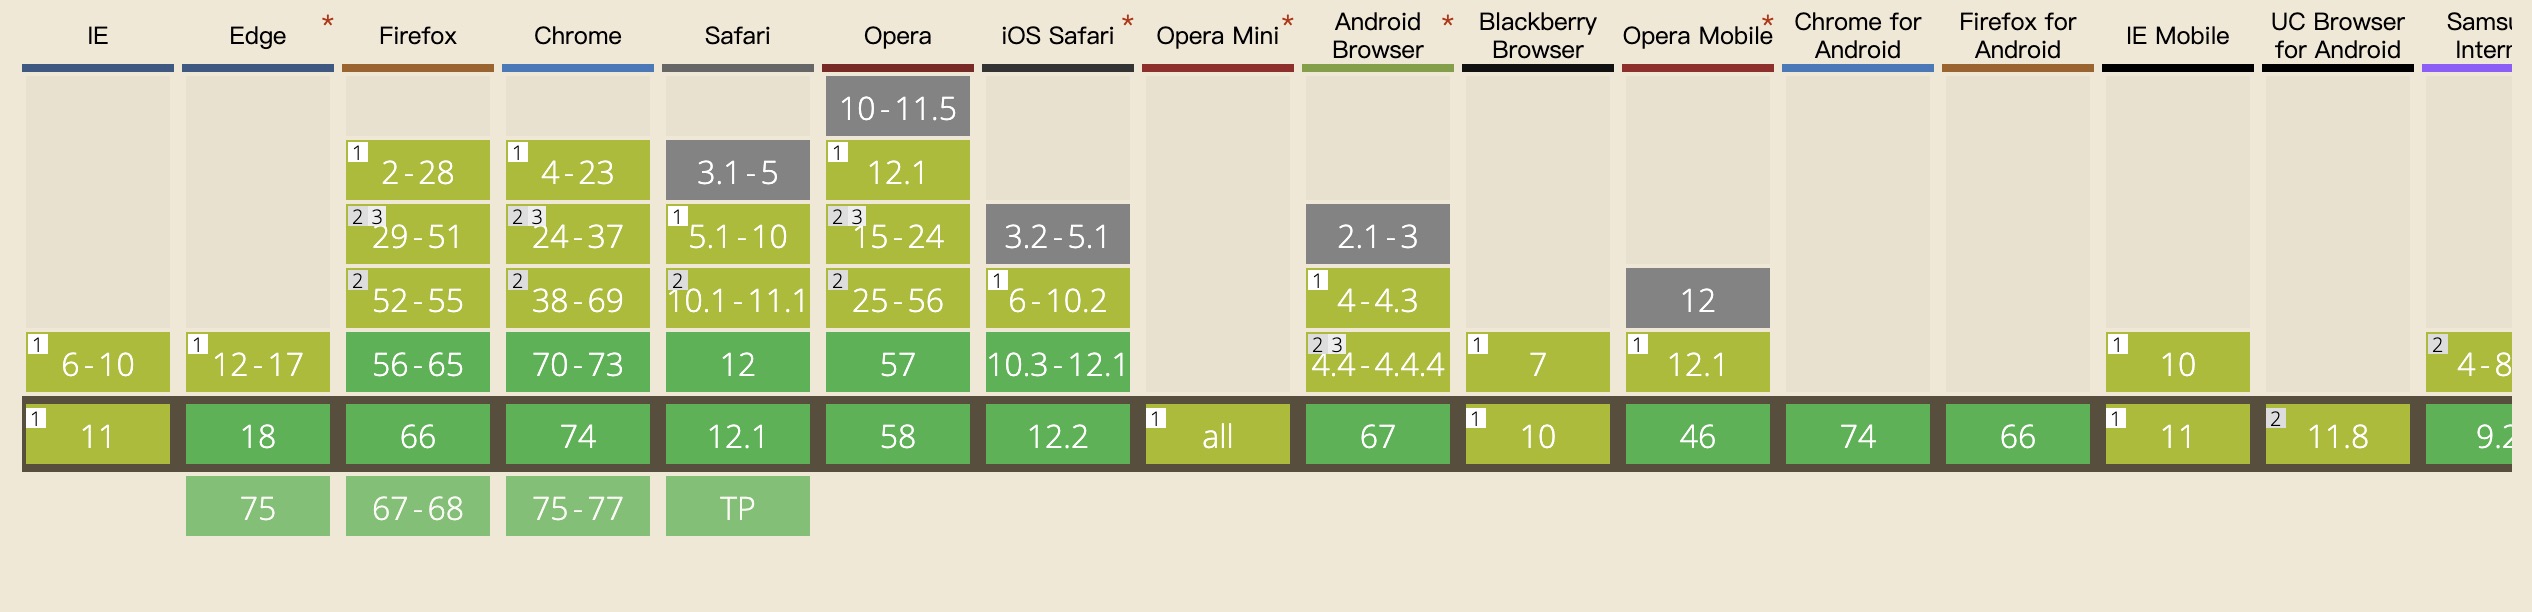 IE
Edge *
Firefox
Chrome
Safari
Opera
iOS Safari *
Opera Mini *
Android *
Browser
Blackberry
Browser
Opera Mobile *
Chrome for
Android
Firefox for
Android
IE Mobile
UC Browser
for Android
Samsu
Intern
10-11.5
1 2-28
1 4-23
3.1-5
1 12.1
2 3 29-51
2 3 24-37
1 5.1-10
2 3 15-24
3.2-5.1
2.1-3
2 52-55
2 38-69
2 10.1-11.1
2 25-56
1 6-10.2
1 4-4.3
12
1 6-10
1 12-17
56-65
70-73
12
57
10.3-12.1
2 3 4.4-4.4.4
1 7
1 12.1
1 10
2 4-8
1 11
18
66
74
12.1
58
12.2
1 all
67
1 10
46
74
66
1 11
2 11.8
9.2
75
67-68
75-77
TP